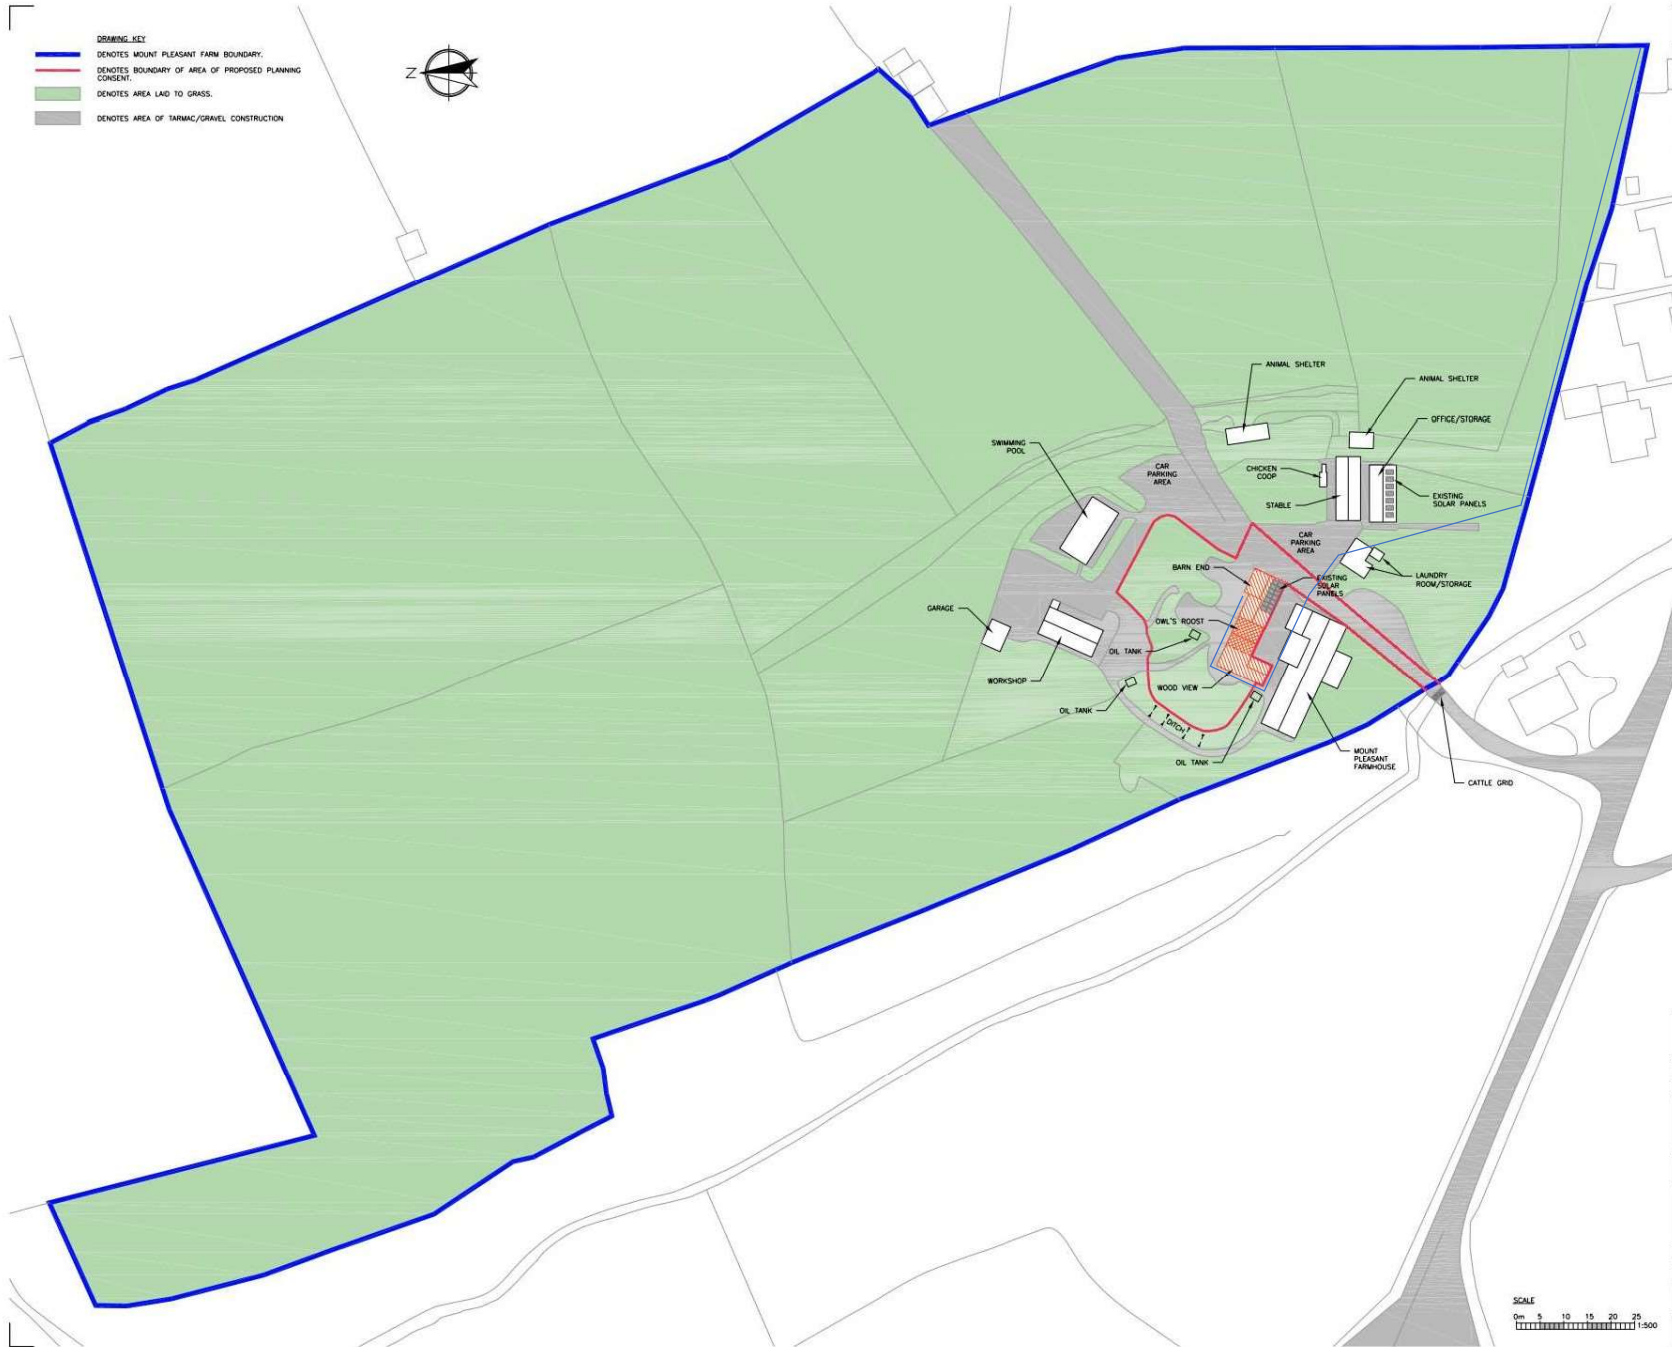 DRAWING KEY
DENOTES MOUNT PLEASANT FARM BOUNDARY.
DENOTES BOUNDARY OF AREA OF PROPOSED PLANNING
CONSENT.
DENOTES AREA LAID TO GRASS.
DENOTES AREA OF TARMAC/GRAVEL CONSTRUCTION
Z
ANIMAL SHELTER
ANIMAL SHELTER
OFFICE/STORAGE
SWIMMING
POOL
CAR
PARKING
AREA
CHICKEN
COOP
STABLE
EXISTING
SOLAR PANELS
CAR
PARKING
AREA
BARN END
EXISTING
SOLAR
PANELS
LAUNDRY
ROOM/STORAGE
GARAGE
OWL'S ROOST
OIL TANK
WORKSHOP
WOOD VIEW
OIL TANK
DITCH
OIL TANK
MOUNT
PLEASANT
FARMHOUSE
CATTLE GRID
SCALE
0m 5 10 15 20 25
1:500